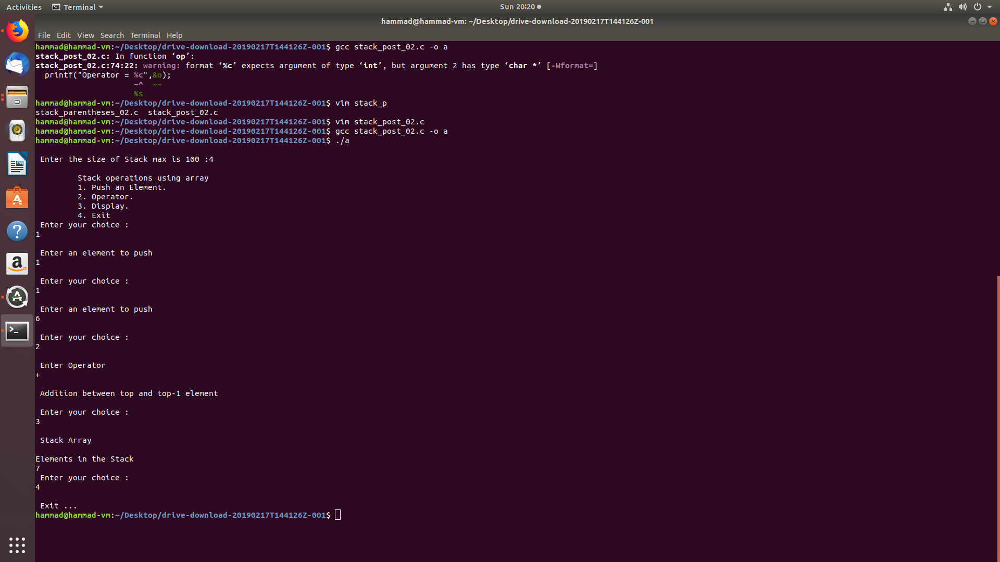 Activities Terminal Sun 20:20
hammad@hammad-vm: ~/Desktop/drive-download-20190217T144126Z-001
File Edit View Search Terminal Help
hammad@hammad-vm:~/Desktop/drive-download-20190217T144126Z-001$ gcc stack_post_02.c -o a
stack_post_02.c: In function ‘op’:
stack_post_02.c:74:22: warning: format ‘%c’ expects argument of type ‘int’, but argument 2 has type ‘char *’ [-Wformat=]
  printf("Operator = %c",&o);
                     ~^  ~~
                     %s
hammad@hammad-vm:~/Desktop/drive-download-20190217T144126Z-001$ vim stack_p
stack_parentheses_02.c  stack_post_02.c
hammad@hammad-vm:~/Desktop/drive-download-20190217T144126Z-001$ vim stack_post_02.c
hammad@hammad-vm:~/Desktop/drive-download-20190217T144126Z-001$ gcc stack_post_02.c -o a
hammad@hammad-vm:~/Desktop/drive-download-20190217T144126Z-001$ ./a
 Enter the size of Stack max is 100 :4
         Stack operations using array
         1. Push an Element.
         2. Operator.
         3. Display.
         4. Exit
 Enter your choice :
1
 Enter an element to push
1
 Enter your choice :
1
 Enter an element to push
6
 Enter your choice :
2
 Enter Operator
+
 Addition between top and top-1 element
 Enter your choice :
3
 Stack Array
Elements in the Stack
7
 Enter your choice :
4
 Exit ...
hammad@hammad-vm:~/Desktop/drive-download-20190217T144126Z-001$